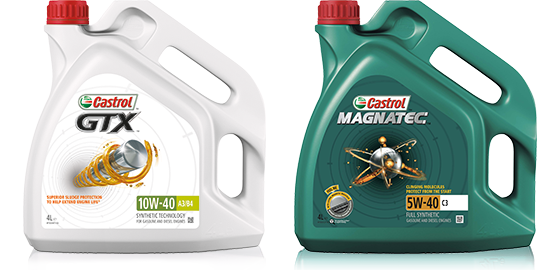 Castrol
GTX
SUPERIOR SLUDGE PROTECTION
TO HELP EXTEND ENGINE LIFE
4L
10W-40 A3/B4
SYNTHETIC TECHNOLOGY
FOR GASOLINE AND DIESEL ENGINES
Castrol
MAGNATEC
CLINGING MOLECULES
PROTECT FROM THE START
4L
5W-40 C3
FULL SYNTHETIC
GASOLINE AND DIESEL ENGINES